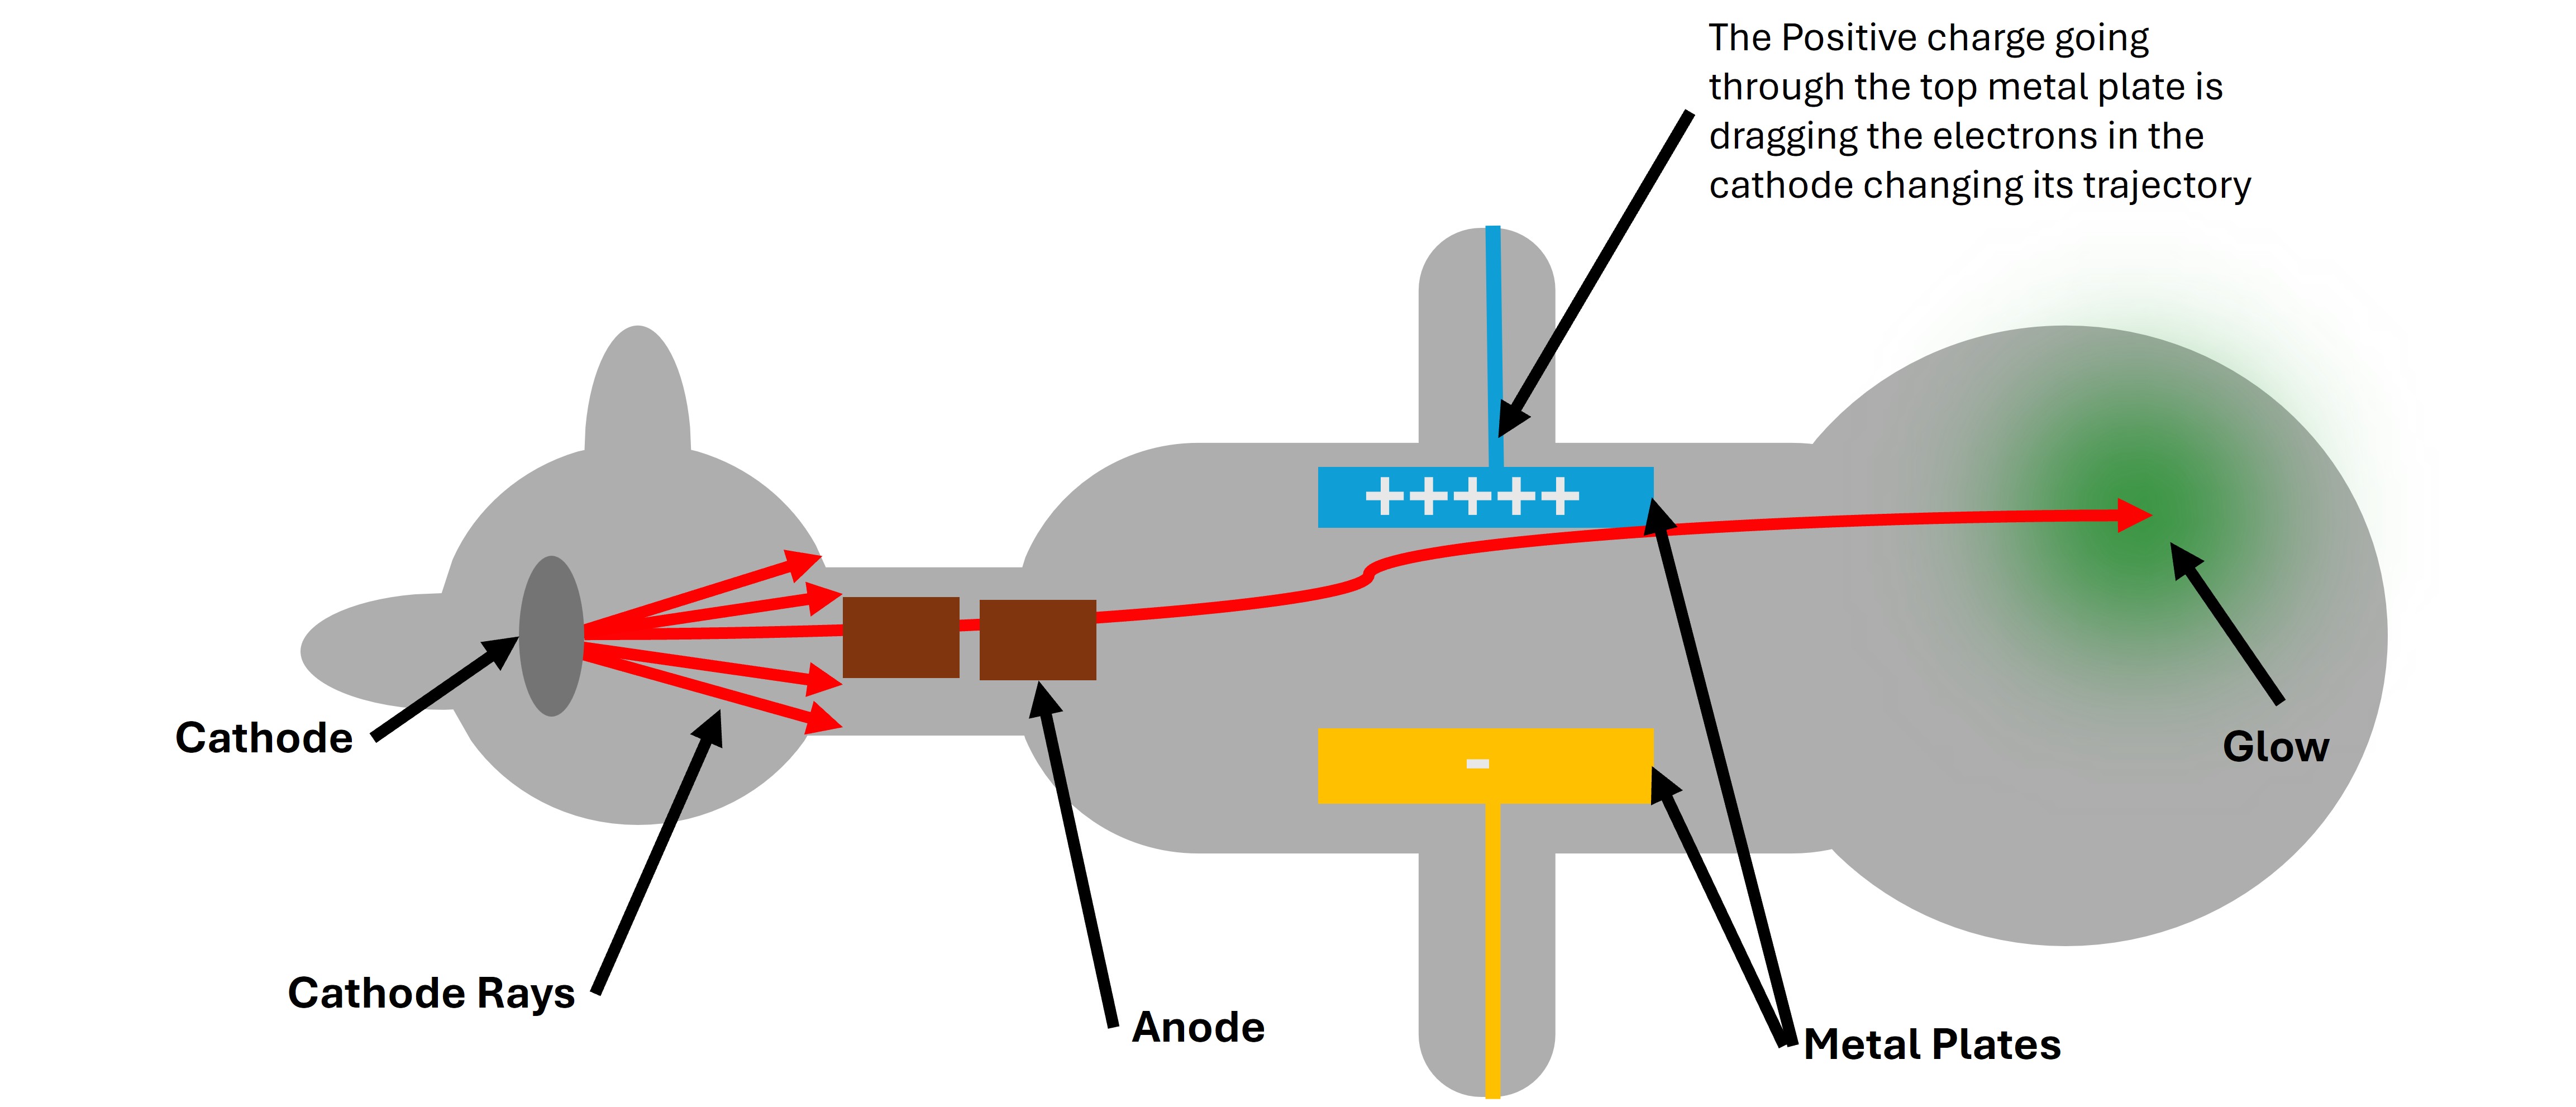 The Positive charge going
through the top metal plate is
dragging the electrons in the
cathode changing its trajectory
+++++
-
Cathode
Glow
Cathode Rays
Anode
Metal Plates